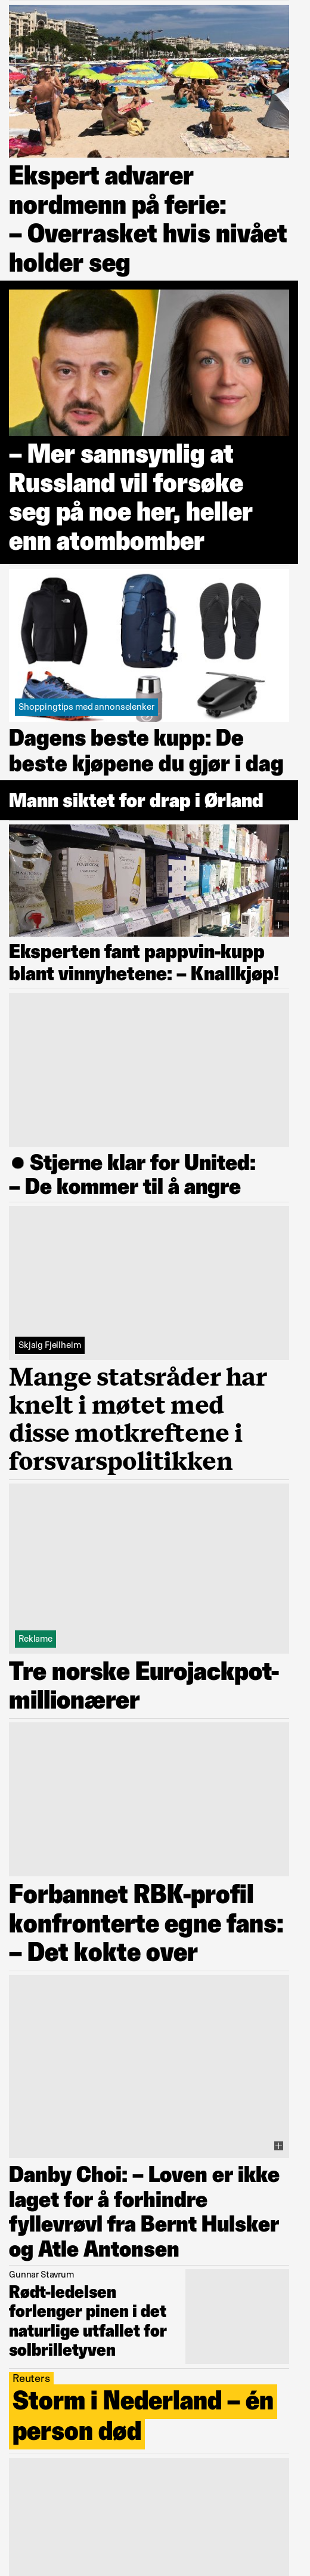 Ekspert advarer
nordmenn på ferie:
– Overrasket hvis nivået
holder seg
– Mer sannsynlig at
Russland vil forsøke
seg på noe her, heller
enn atombomber
Shoppingtips med annonselenker
Dagens beste kupp: De
beste kjøpene du gjør i dag
Mann siktet for drap i Ørland
Eksperten fant pappvin-kupp
blant vinnyhetene: – Knallkjøp!
Stjerne klar for United:
– De kommer til å angre
Skjalg Fjellheim
Mange statsråder har
knelt i møtet med
disse motkreftene i
forsvarspolitikken
Reklame
Tre norske Eurojackpot-
millionærer
Forbannet RBK-profil
konfronterte egne fans:
– Det kokte over
Danby Choi: – Loven er ikke
laget for å forhindre
fyllevrøvl fra Bernt Hulsker
og Atle Antonsen
Gunnar Stavrum
Rødt-ledelsen
forlenger pinen i det
naturlige utfallet for
solbrilletyven
Reuters
Storm i Nederland – én
person død